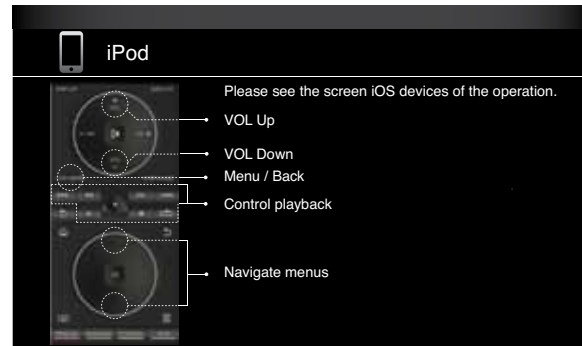 iPod
Please see the screen iOS devices of the operation.
VOL Up
VOL Down
Menu / Back
Control playback
Navigate menus